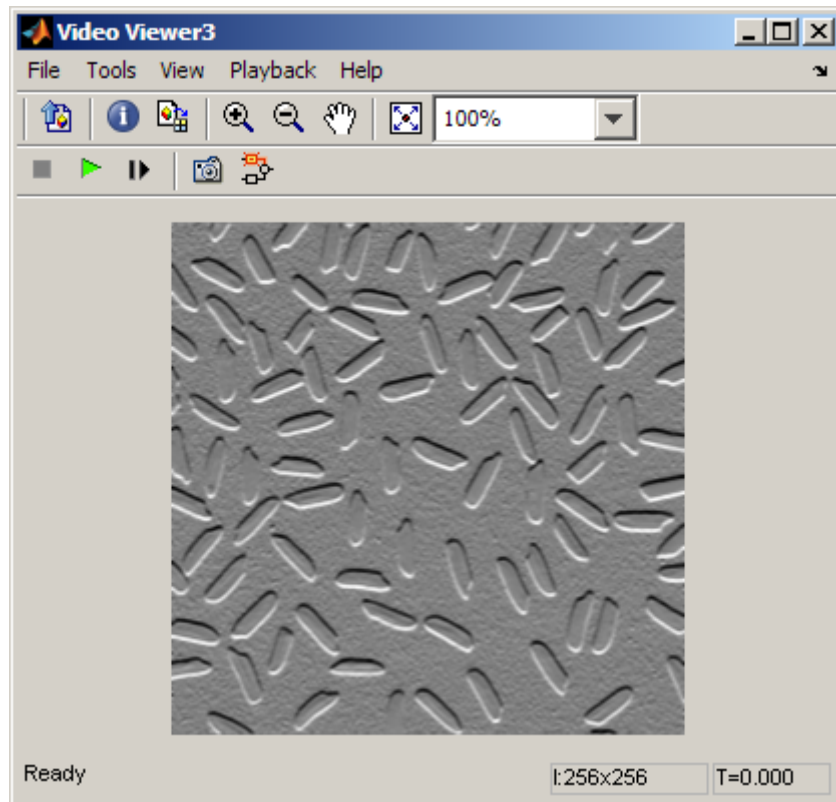 Video Viewer3
File Tools View Playback Help
100%
Ready
I:256x256
T=0.000